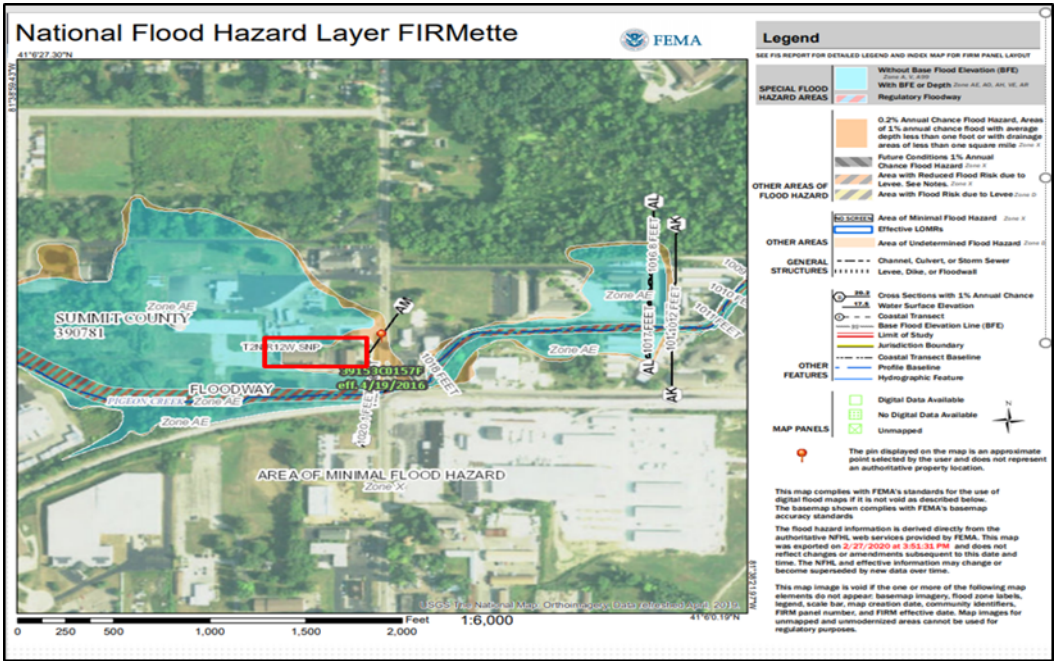 National Flood Hazard Layer FIRMette
FEMA
Legend
SEE FIS REPORT FOR DETAILED LEGEND AND INDEX MAP FOR FIRM PANEL LAYOUT
SPECIAL FLOOD
HAZARD AREAS
Without Base Flood Elevation (BFE)
Zone A, V, A99
With BFE or Depth Zone AE, AO, AH, VE, AR
Regulatory Floodway
OTHER AREAS OF
FLOOD HAZARD
0.2% Annual Chance Flood Hazard, Areas
of 1% annual chance flood with average
depth less than one foot or with drainage
areas of less than one square mile Zone X
Future Conditions 1% Annual
Chance Flood Hazard Zone X
Area with Reduced Flood Risk due to
Levee. See Notes. Zone X
Area with Flood Risk due to Levee Zone D
OTHER AREAS
NO SCREEN Area of Minimal Flood Hazard Zone X
Effective LOMRs
Area of Undetermined Flood Hazard Zone
GENERAL
STRUCTURES
Channel, Culvert, or Storm Sewer
Levee, Dike, or Floodwall
OTHER
FEATURES
20.2 Cross Sections with 1% Annual Chance
17.5 Water Surface Elevation
Coastal Transect
Base Flood Elevation Line (BFE)
Limit of Study
Jurisdiction Boundary
Coastal Transect Baseline
Profile Baseline
Hydrographic Feature
MAP PANELS
Digital Data Available
No Digital Data Available
Unmapped
N
The pin displayed on the map is an approximate
point selected by the user and does not represent
an authoritative property location.
This map complies with FEMA's standards for the use of
digital flood maps if it is not void as described below.
The basemap shown complies with FEMA's basemap
accuracy standards
The flood hazard information is derived directly from the
authoritative NFHL web services provided by FEMA. This map
was exported on 2/27/2020 at 3:51:31 PM and does not
reflect changes or amendments subsequent to this date and
time. The NFHL and effective information may change or
become superseded by new data over time.
This map image is void if the one or more of the following map
elements do not appear: basemap imagery, flood zone labels,
legend, scale bar, map creation date, community identifiers,
FIRM panel number, and FIRM effective date. Map images for
unmapped and unmodernized areas cannot be used for
regulatory purposes.
41°6'27.30"N
81°38'59.43"W
AL
AK
1016.8 FEET
1015 FEET
1012 FEET
1010 FEET
1011 FEET
Zone AE
SUMMIT COUNTY
390781
Zone AE
AM
T2N R12W SNP
Zone AE
39153C0157F
eff. 4/19/2016
1018 FEET
FLOODWAY
PIGEON CREEK
Zone AE
Zone AE
1020.1 FEET
AL
AK
AREA OF MINIMAL FLOOD HAZARD
Zone X
USGS The National Map: Orthoimagery. Data refreshed April, 2019.
81°38'21.97"W
41°6'0.19"N
0 250 500 1,000 1,500 2,000 Feet 1:6,000